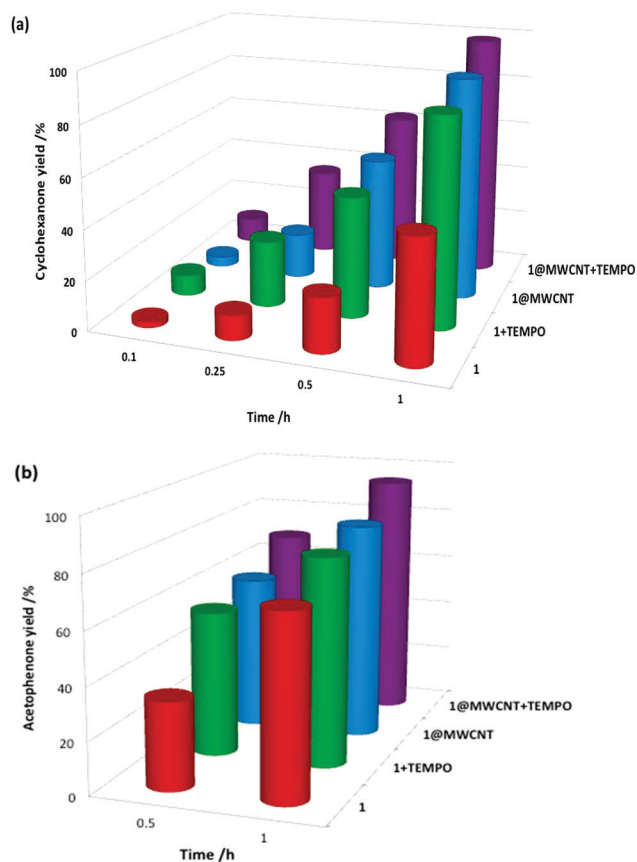 (a)
Cyclohexanone yield /%
100
80
60
40
20
0
0.1
0.25
0.5
1
Time /h
1@MWCNT+TEMPO
1@MWCNT
1+TEMPO
1
(b)
Acetophenone yield /%
100
80
60
40
20
0
0.5
1
Time /h
1@MWCNT+TEMPO
1@MWCNT
1+TEMPO
1